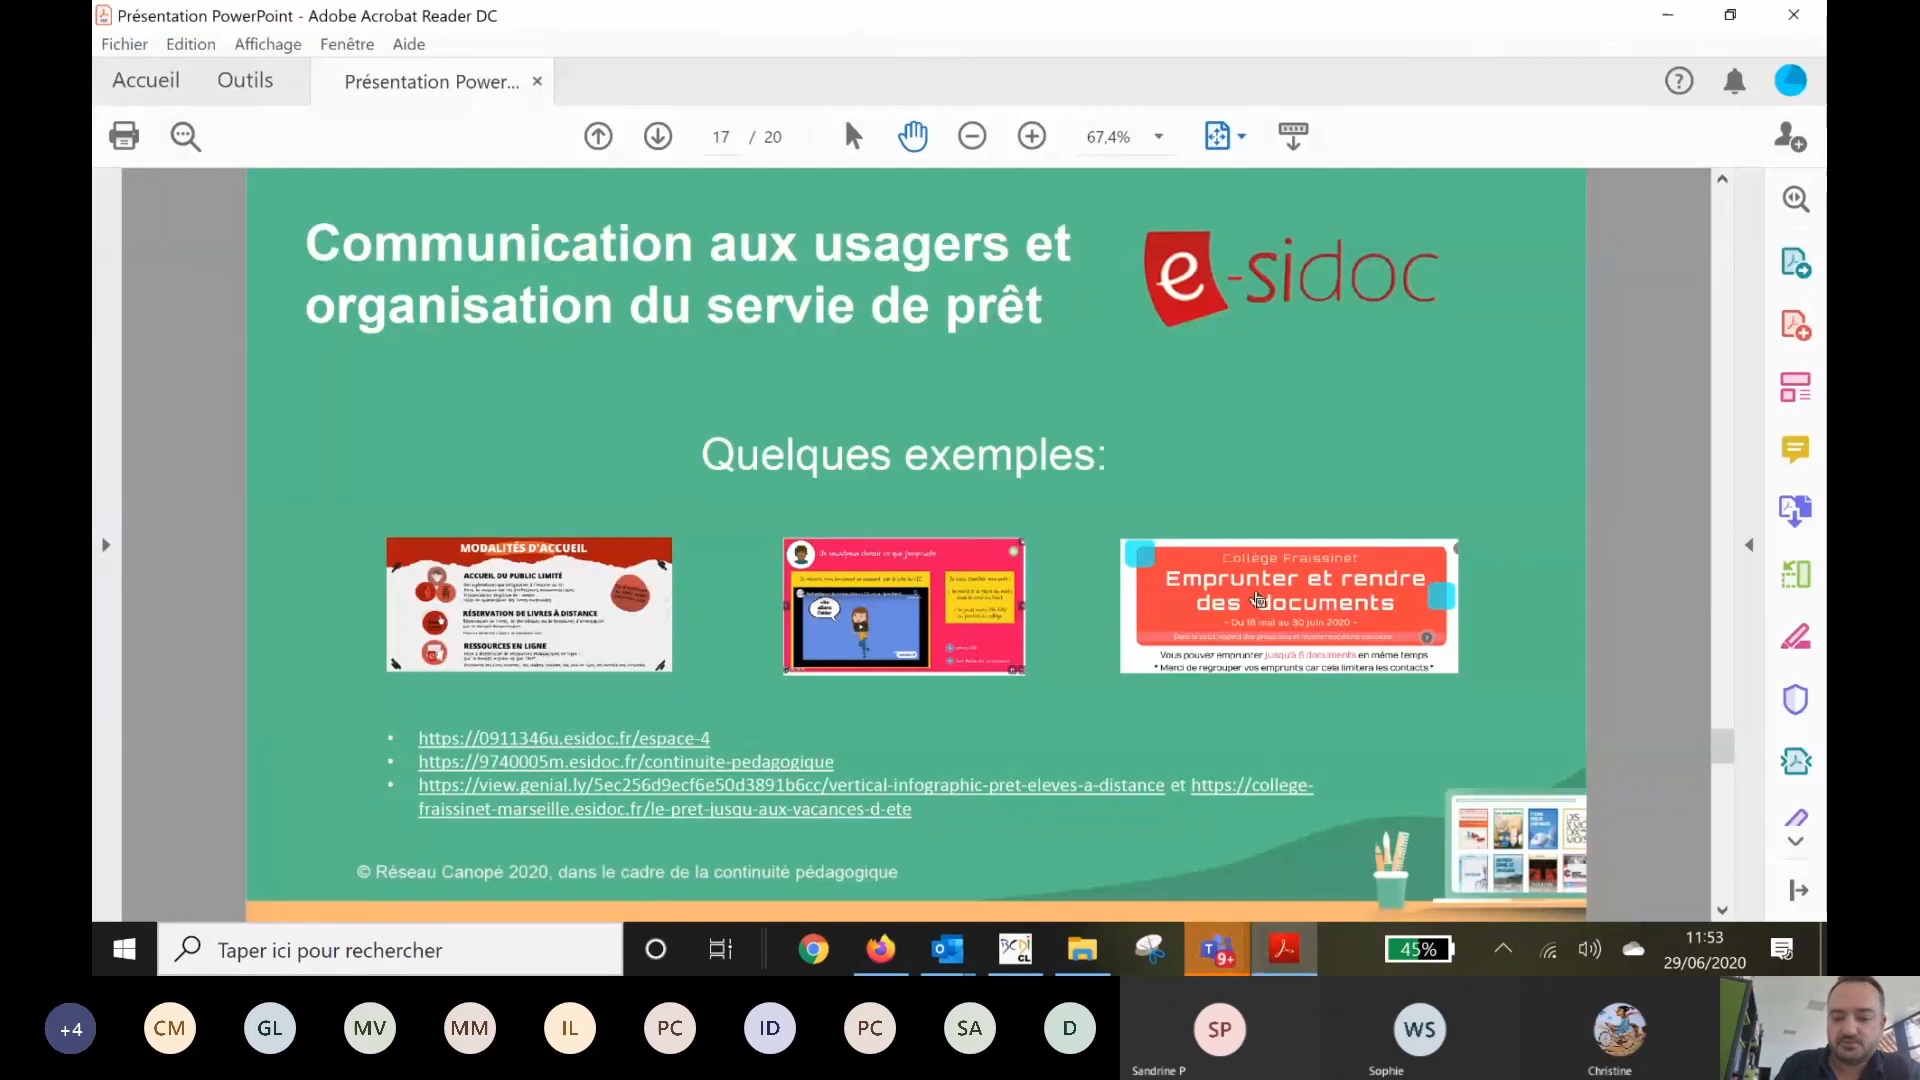 Présentation PowerPoint - Adobe Acrobat Reader DC
Fichier Edition Affichage Fenêtre Aide
Accueil Outils Présentation Power... ×
17 / 20 67,4%
Communication aux usagers et
organisation du servie de prêt
e-sidoc
Quelques exemples:
MODALITÉS D'ACCUEIL
ACCUEIL DU PUBLIC LIMITÉ
RÉSERVATION DE LIVRES À DISTANCE
RESSOURCES EN LIGNE
Collège Fraissinet
Emprunter et rendre
des documents
- Du 18 mai au 30 juin 2020 -
Vous pouvez emprunter jusqu'à 6 documents en même temps
* Merci de regrouper vos emprunts car cela limitera les contacts *
• https://0911346u.esidoc.fr/espace-4
• https://9740005m.esidoc.fr/continuite-pedagogique
• https://view.genial.ly/5ec256d9ecf6e50d3891b6cc/vertical-infographic-pret-eleves-a-distance et https://college-
fraissinet-marseille.esidoc.fr/le-pret-jusqu-aux-vacances-d-ete
© Réseau Canopé 2020, dans le cadre de la continuité pédagogique
Taper ici pour rechercher
BCDI
CL
9+
45%
11:53
29/06/2020
+4 CM GL MV MM IL PC ID PC SA D SP WS
Sandrine P Sophie Christine